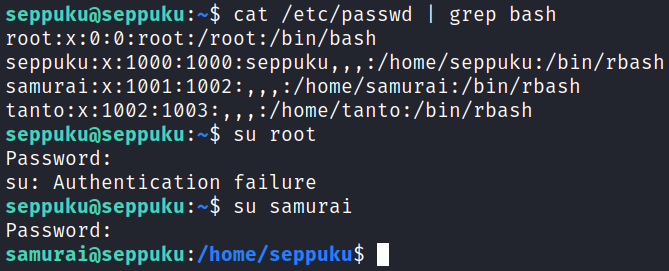 seppuku@seppuku:~$ cat /etc/passwd | grep bash
root:x:0:0:root:/root:/bin/bash
seppuku:x:1000:1000:seppuku,,,:/home/seppuku:/bin/rbash
samurai:x:1001:1002:,,,:/home/samurai:/bin/rbash
tanto:x:1002:1003:,,,:/home/tanto:/bin/rbash
seppuku@seppuku:~$ su root
Password:
su: Authentication failure
seppuku@seppuku:~$ su samurai
Password:
samurai@seppuku:/home/seppuku$